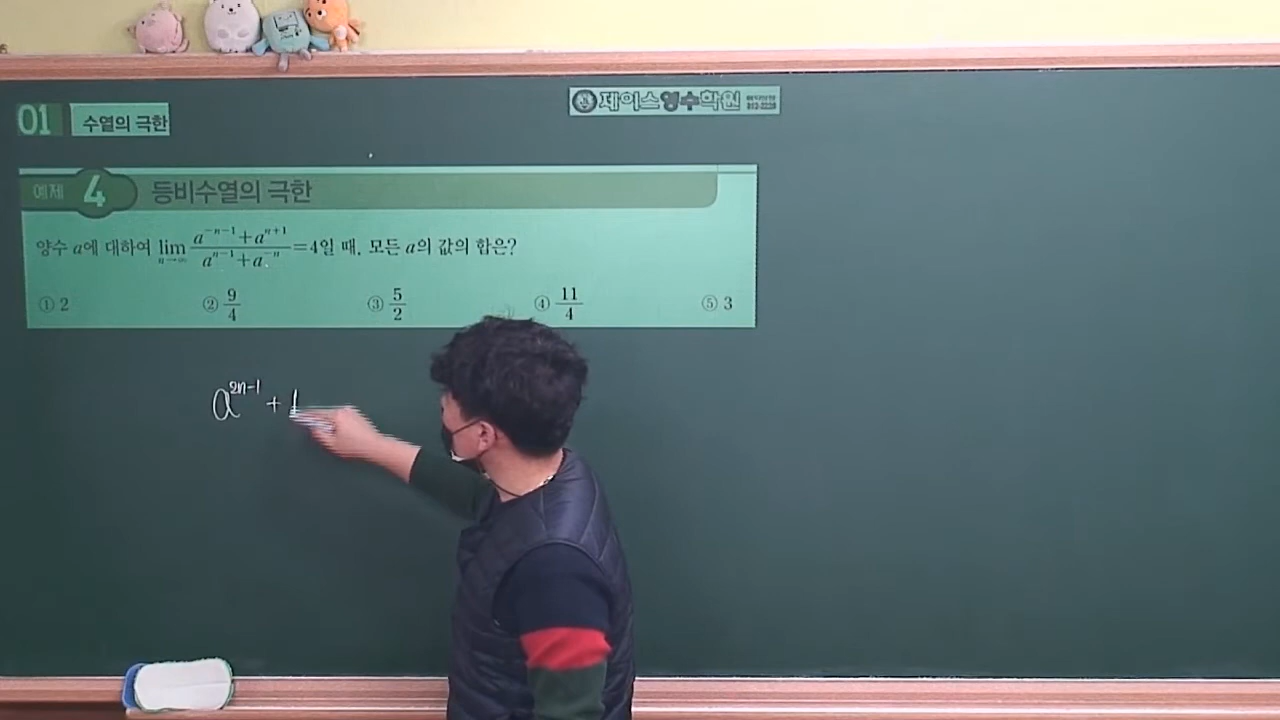 01 수열의 극한
제이스영수학원
예제 4 등비수열의 극한
양수 a에 대하여 lim n→∞ (a^{-n-1}+a^{n+1})/(a^{n-1}+a^{-n})=4일 때, 모든 a의 값의 합은?
① 2 ② 9/4 ③ 5/2 ④ 11/4 ⑤ 3
a^{2n-1} + 1